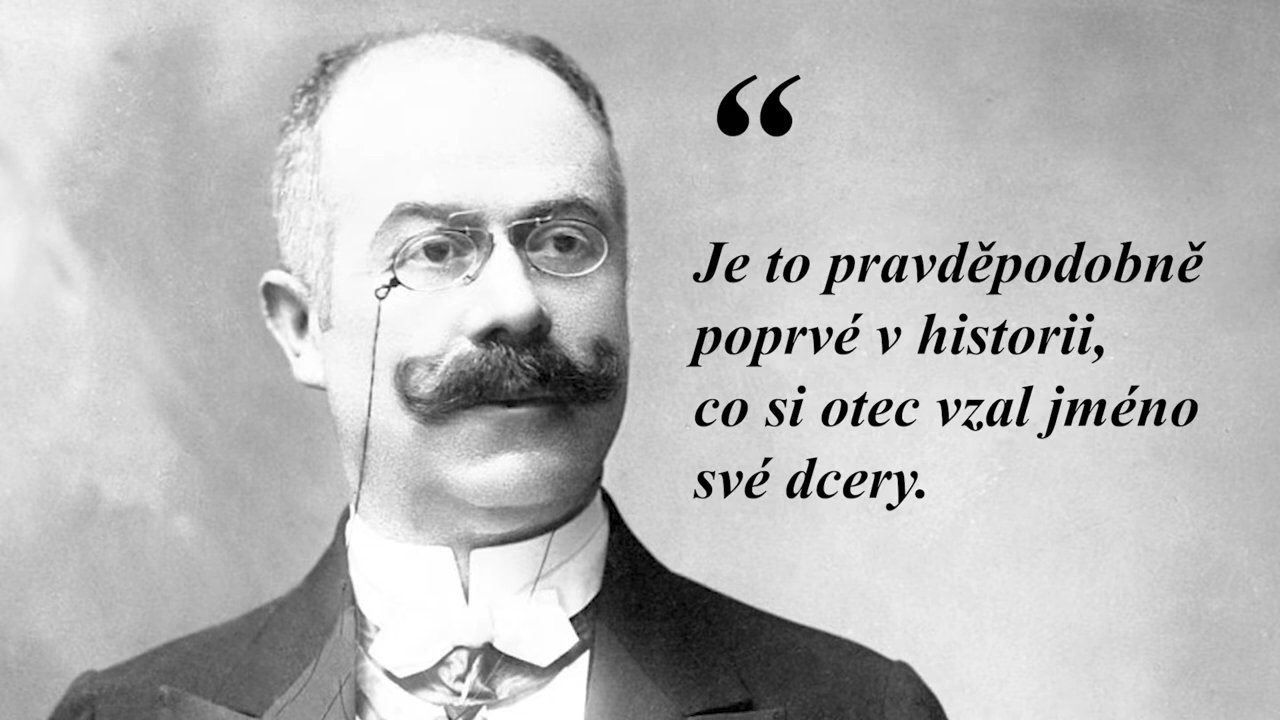 “
Je to pravděpodobně
poprvé v historii,
co si otec vzal jméno
své dcery.